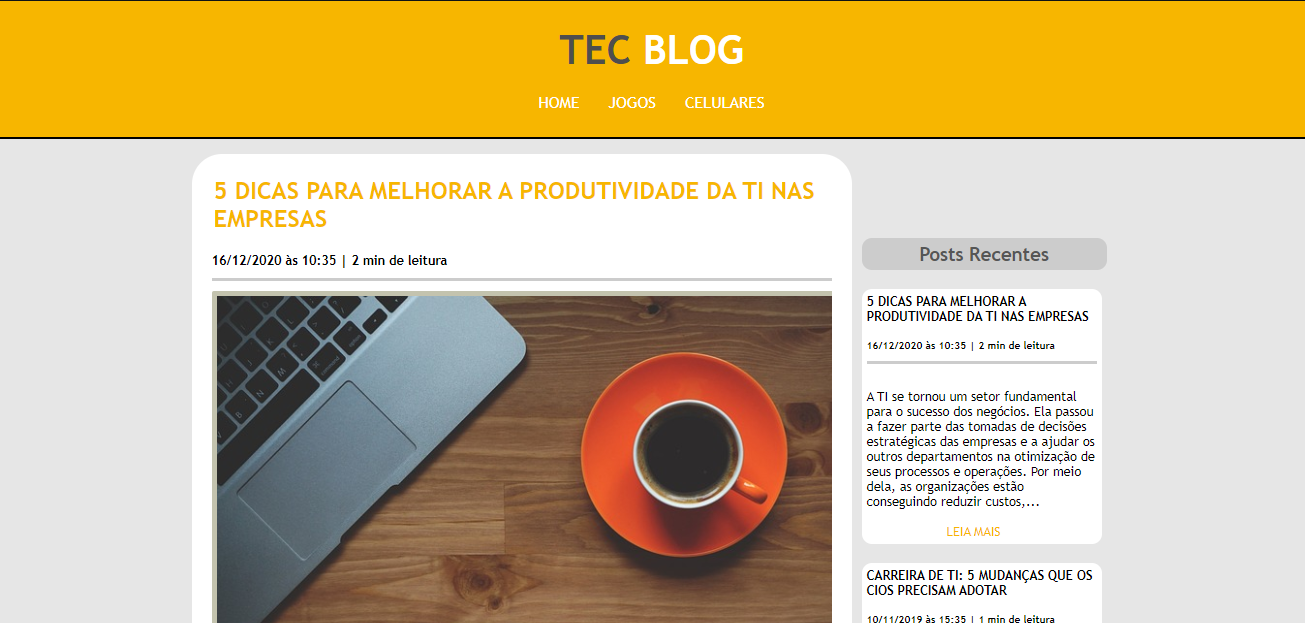 TEC BLOG
HOME JOGOS CELULARES
5 DICAS PARA MELHORAR A PRODUTIVIDADE DA TI NAS
EMPRESAS
16/12/2020 às 10:35 | 2 min de leitura
Posts Recentes
5 DICAS PARA MELHORAR A
PRODUTIVIDADE DA TI NAS EMPRESAS
16/12/2020 às 10:35 | 2 min de leitura
A TI se tornou um setor fundamental
para o sucesso dos negócios. Ela passou
a fazer parte das tomadas de decisões
estratégicas das empresas e a ajudar os
outros departamentos na otimização de
seus processos e operações. Por meio
dela, as organizações estão
conseguindo reduzir custos,...
LEIA MAIS
CARREIRA DE TI: 5 MUDANÇAS QUE OS
CIOS PRECISAM ADOTAR
10/11/2019 às 15:35 | 1 min de leitura